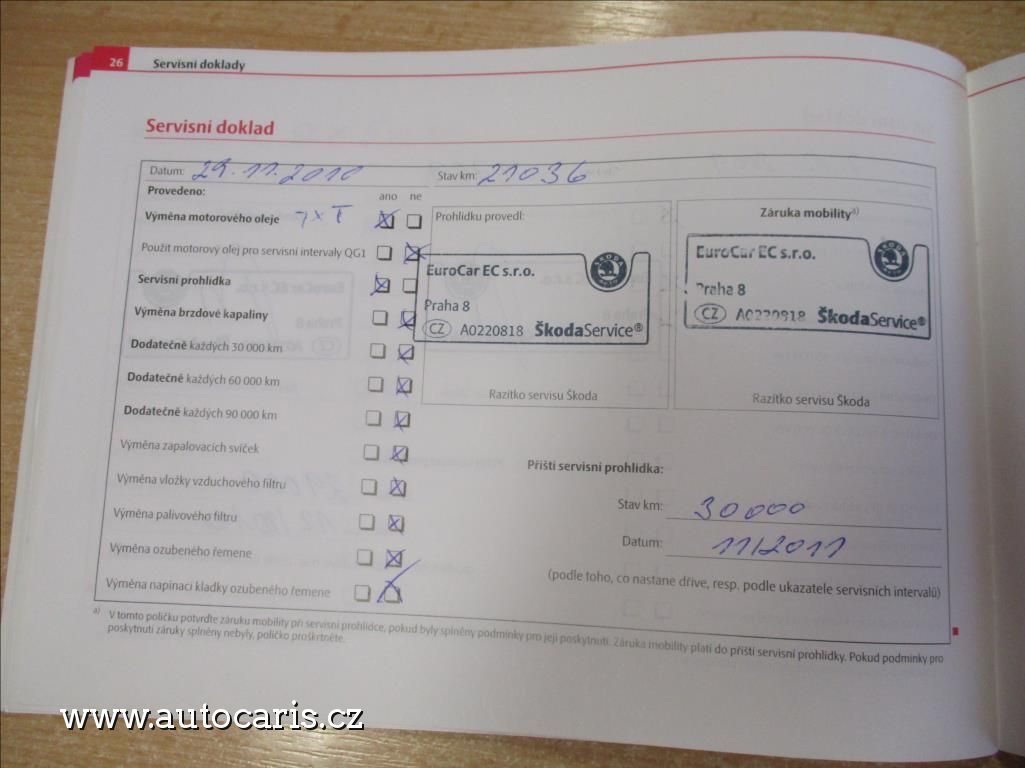 26 Servisní doklady
Servisní doklad
Datum: 29.11.2010 Stav km: 21036
Provedeno: ano ne
Výměna motorového oleje
Použit motorový olej pro servisní intervaly QG1
Servisní prohlídka
Výměna brzdové kapaliny
Dodatečně každých 30 000 km
Dodatečně každých 60 000 km
Dodatečně každých 90 000 km
Výměna zapalovacích svíček
Výměna vložky vzduchového filtru
Výměna palivového filtru
Výměna ozubeného řemene
Výměna napínací kladky ozubeného řemene
Prohlídku provedl:
EuroCar EC s.r.o.
Praha 8
CZ A0220818 ŠkodaService®
Razítko servisu Škoda
Záruka mobility a)
ŠKODA
EuroCar EC s.r.o.
Praha 8
CZ A0220818 ŠkodaService®
Razítko servisu Škoda
Příští servisní prohlídka:
Stav km: 30000
Datum: 11/2011
(podle toho, co nastane dříve, resp. podle ukazatele servisních intervalů)
a) V tomto políčku potvrďte záruku mobility při servisní prohlídce, pokud byly splněny podmínky pro její poskytnutí. Záruka mobility platí do příští servisní prohlídky. Pokud podmínky pro
poskytnutí záruky splněny nebyly, políčko proškrtněte.
www.autocaris.cz